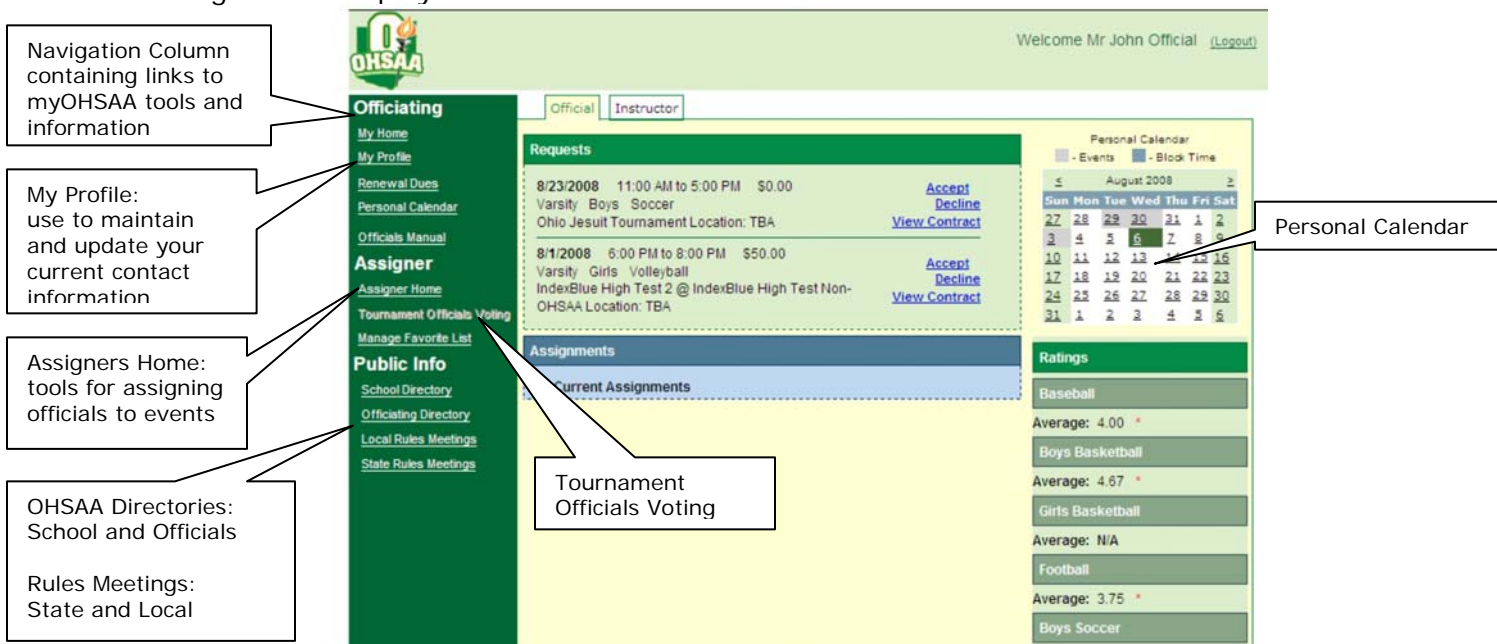 Navigation Column
containing links to
myOHSAA tools and
information
My Profile:
use to maintain
and update your
current contact
information
Assigners Home:
tools for assigning
officials to events
OHSAA Directories:
School and Officials
Rules Meetings:
State and Local
OHSAA
Welcome Mr John Official (Logout)
Officiating
My Home
My Profile
Renewal Dues
Personal Calendar
Officials Manual
Assigner
Assigner Home
Tournament Officials Voting
Manage Favorite List
Public Info
School Directory
Officiating Directory
Local Rules Meetings
State Rules Meetings
Official Instructor
Requests
8/23/2008 11:00 AM to 5:00 PM $0.00 Accept
Varsity Boys Soccer Decline
Ohio Jesuit Tournament Location: TBA View Contract
8/1/2008 6:00 PM to 8:00 PM $50.00
Varsity Girls Volleyball Accept
IndexBlue High Test 2 @ IndexBlue High Test Non- Decline
OHSAA Location: TBA View Contract
Assignments
Current Assignments
Tournament
Officials Voting
Personal Calendar
- Events - Block Time
< August 2008 >
Sun Mon Tue Wed Thu Fri Sat
27 28 29 30 31 1 2
3 4 5 6 7 8 9
10 11 12 13 14 15 16
17 18 19 20 21 22 23
24 25 26 27 28 29 30
31 1 2 3 4 5 6
Personal Calendar
Ratings
Baseball
Average: 4.00 *
Boys Basketball
Average: 4.67 *
Girls Basketball
Average: N/A
Football
Average: 3.75 *
Boys Soccer